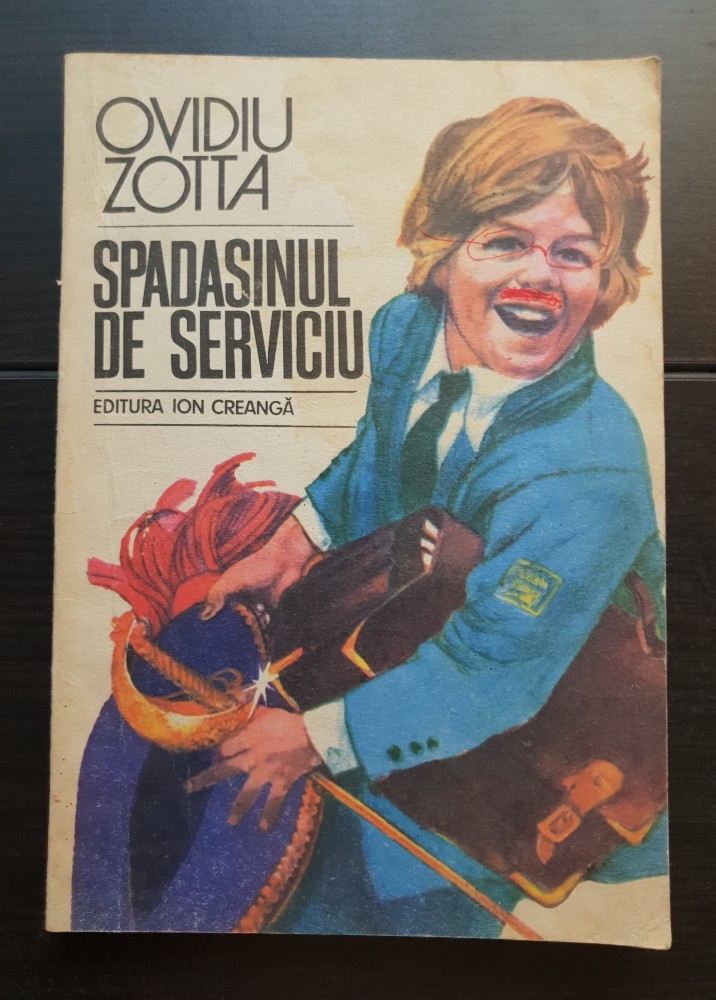 OVIDIU
ZOTTA
SPADASINUL
DE SERVICIU
EDITURA ION CREANGĂ